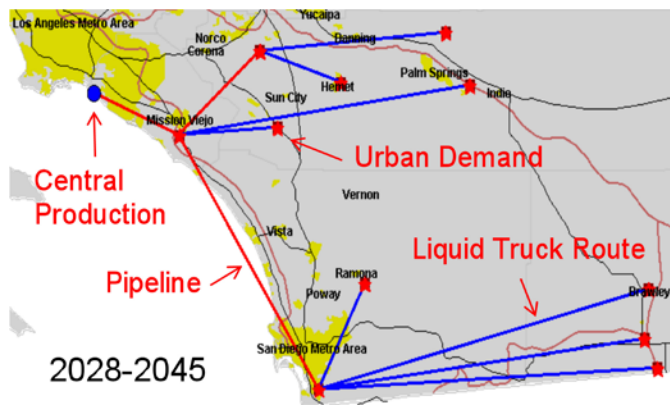 Los Angeles Metro Area
Yucaipa
Norco
Corona
Banning
Palm Springs
Hemet
Sun City
Indio
Mission Viejo
Urban Demand
Central
Production
Vernon
Vista
Liquid Truck Route
Pipeline
Ramona
Poway
Brawley
San Diego Metro Area
2028-2045